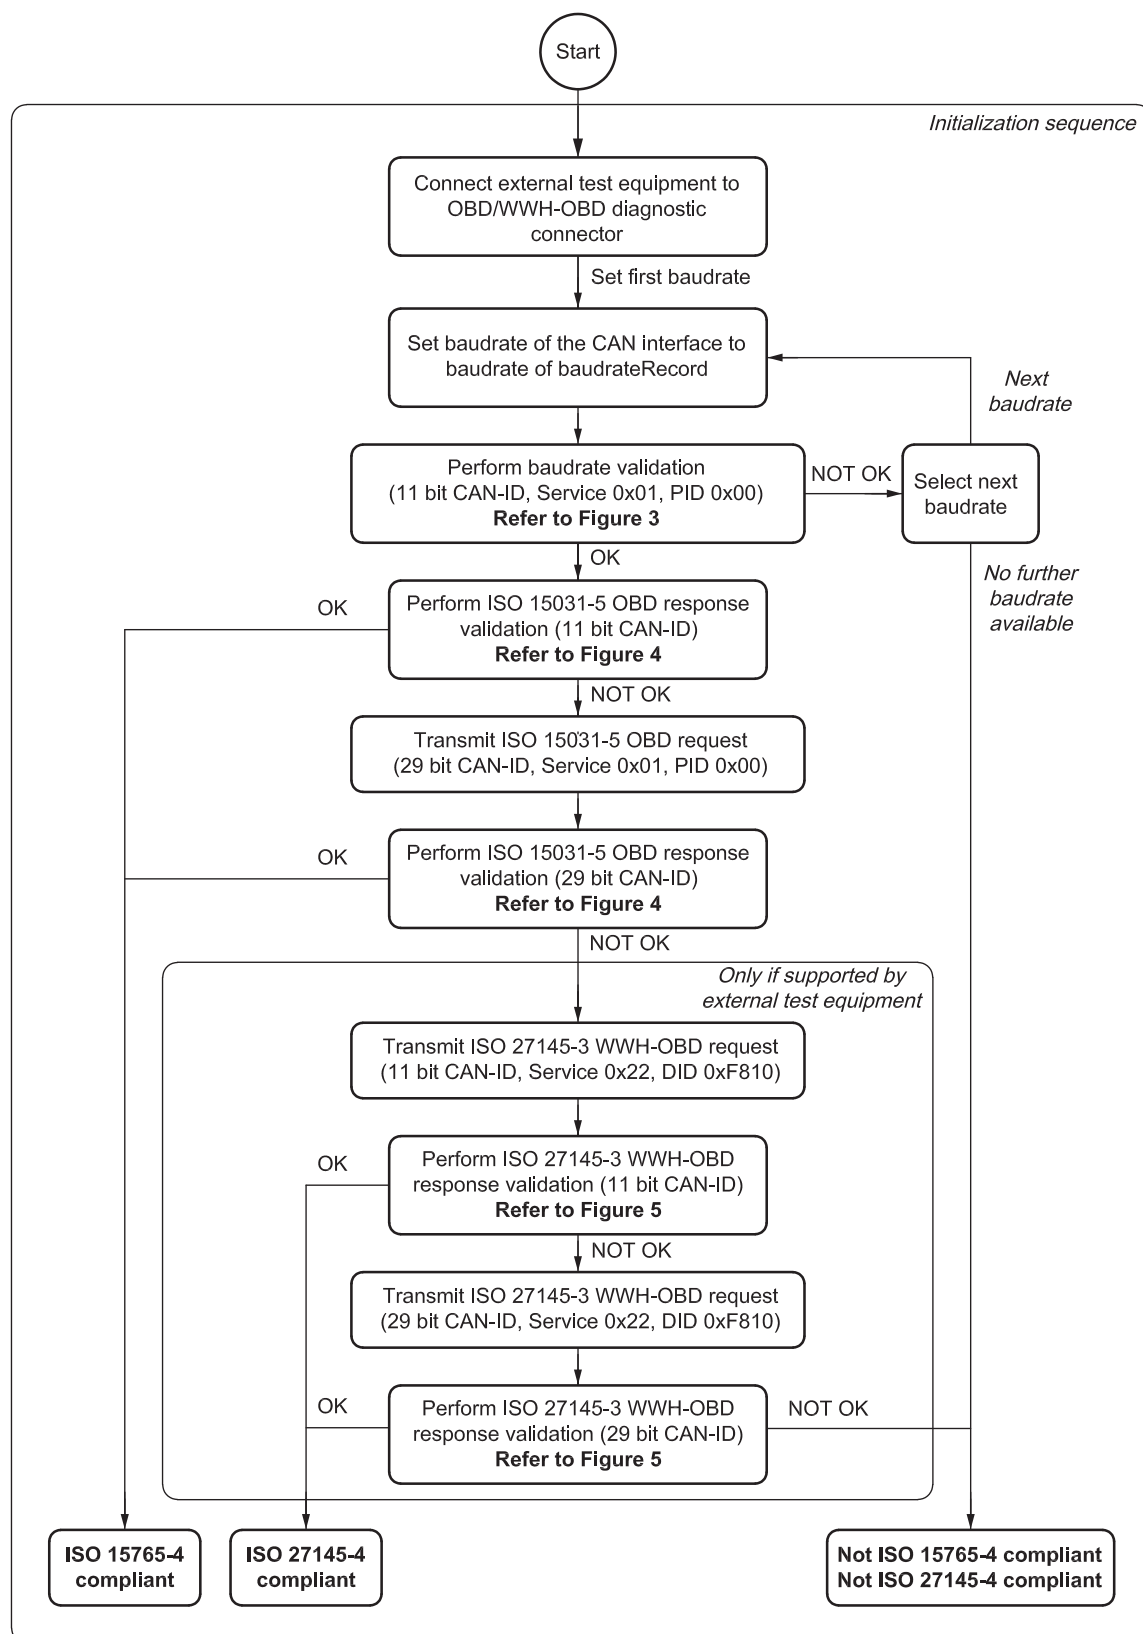 Start
Initialization sequence
Connect external test equipment to
OBD/WWH-OBD diagnostic
connector
Set first baudrate
Set baudrate of the CAN interface to
baudrate of baudrateRecord
Next
baudrate
Perform baudrate validation
(11 bit CAN-ID, Service 0x01, PID 0x00)
Refer to Figure 3
NOT OK
Select next
baudrate
OK
No further
baudrate
available
OK
Perform ISO 15031-5 OBD response
validation (11 bit CAN-ID)
Refer to Figure 4
NOT OK
Transmit ISO 15031-5 OBD request
(29 bit CAN-ID, Service 0x01, PID 0x00)
OK
Perform ISO 15031-5 OBD response
validation (29 bit CAN-ID)
Refer to Figure 4
NOT OK
Only if supported by
external test equipment
Transmit ISO 27145-3 WWH-OBD request
(11 bit CAN-ID, Service 0x22, DID 0xF810)
OK
Perform ISO 27145-3 WWH-OBD
response validation (11 bit CAN-ID)
Refer to Figure 5
NOT OK
Transmit ISO 27145-3 WWH-OBD request
(29 bit CAN-ID, Service 0x22, DID 0xF810)
OK
Perform ISO 27145-3 WWH-OBD
response validation (29 bit CAN-ID)
Refer to Figure 5
NOT OK
ISO 15765-4
compliant
ISO 27145-4
compliant
Not ISO 15765-4 compliant
Not ISO 27145-4 compliant